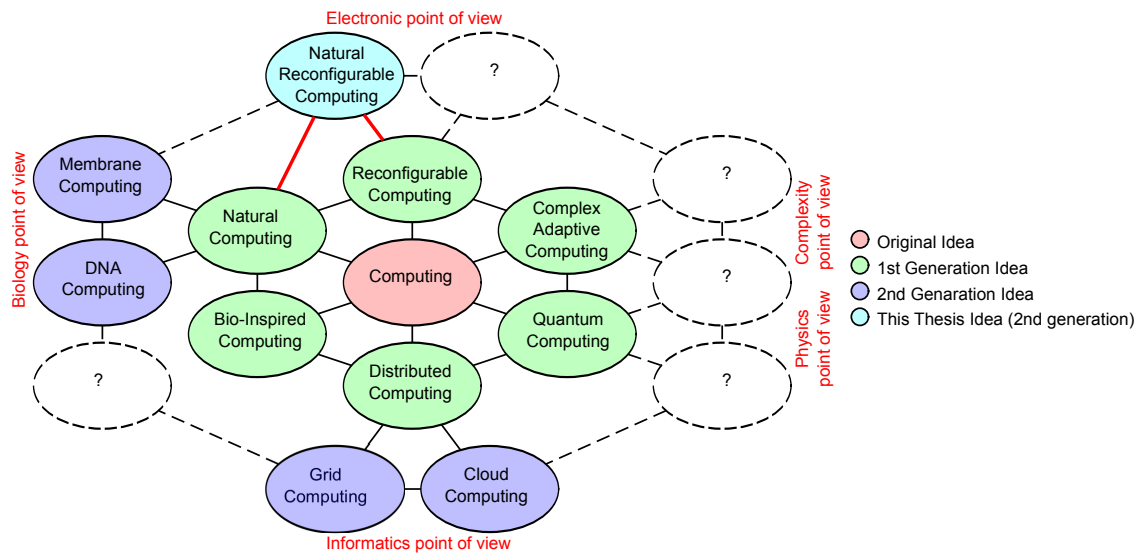 Electronic point of view
Natural
Reconfigurable
Computing
?
Membrane
Computing
Reconfigurable
Computing
?
Biology point of view
Natural
Computing
Complex
Adaptive
Computing
Complexity
point of view
DNA
Computing
Computing
?
Bio-Inspired
Computing
Quantum
Computing
Physics
point of view
?
Distributed
Computing
?
Grid
Computing
Cloud
Computing
Informatics point of view
Original Idea
1st Generation Idea
2nd Genaration Idea
This Thesis Idea (2nd generation)